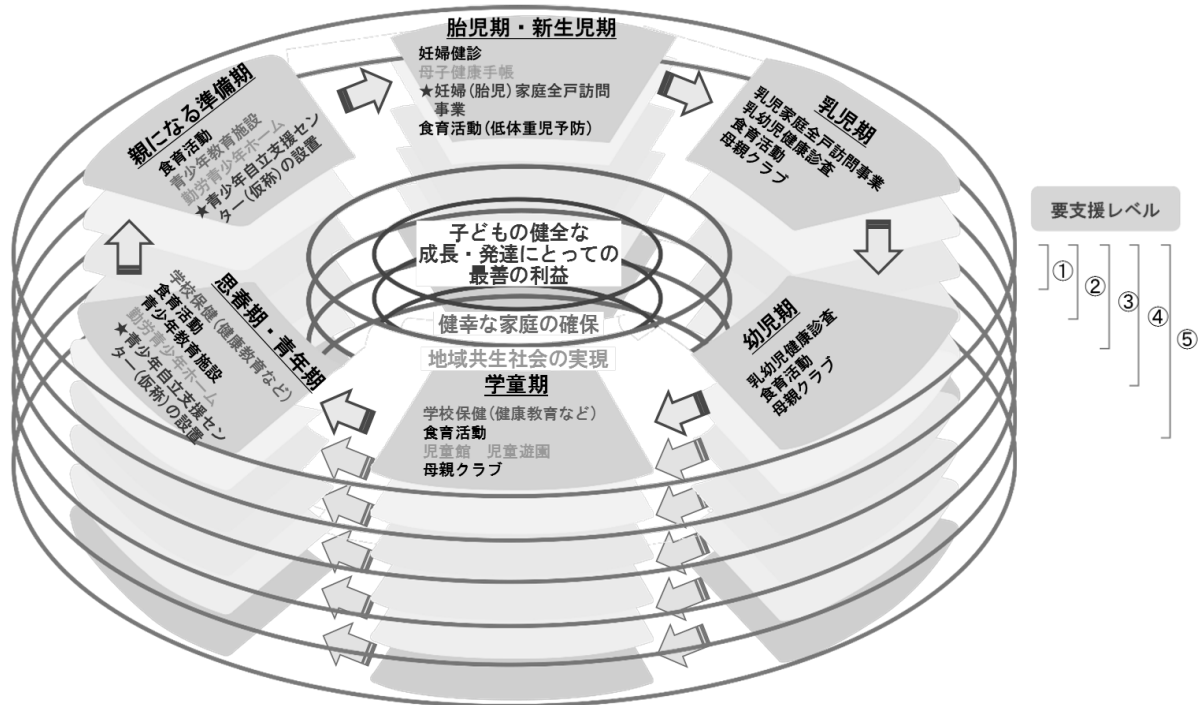 胎児期・新生児期
妊婦健診
母子健康手帳
★妊婦(胎児)家庭全戸訪問
事業
食育活動(低体重児予防)
乳児期
乳児家庭全戸訪問事業
乳幼児健康診査
食育活動
母親クラブ
幼児期
乳幼児健康診査
食育活動
母親クラブ
学童期
学校保健(健康教育など)
食育活動
児童館 児童遊園
母親クラブ
思春期・青年期
学校保健(健康教育など)
食育活動
青少年教育施設
勤労青少年ホーム
★青少年自立支援セン
ター(仮称)の設置
親になる準備期
食育活動
青少年教育施設
勤労青少年ホーム
★青少年自立支援セン
ター(仮称)の設置
子どもの健全な
成長・発達にとっての
最善の利益
健幸な家庭の確保
地域共生社会の実現
要支援レベル
①
②
③
④
⑤